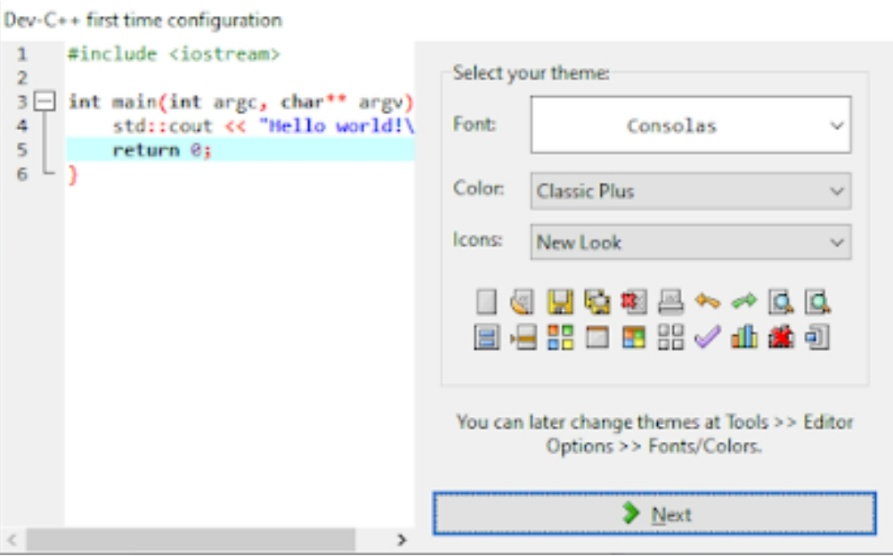 Dev-C++ first time configuration
1 #include <iostream>
2
3 int main(int argc, char** argv)
4 std::cout << "Hello world!\
5 return 0;
6 }
Select your theme:
Font: Consolas
Color: Classic Plus
Icons: New Look
You can later change themes at Tools >> Editor
Options >> Fonts/Colors.
Next